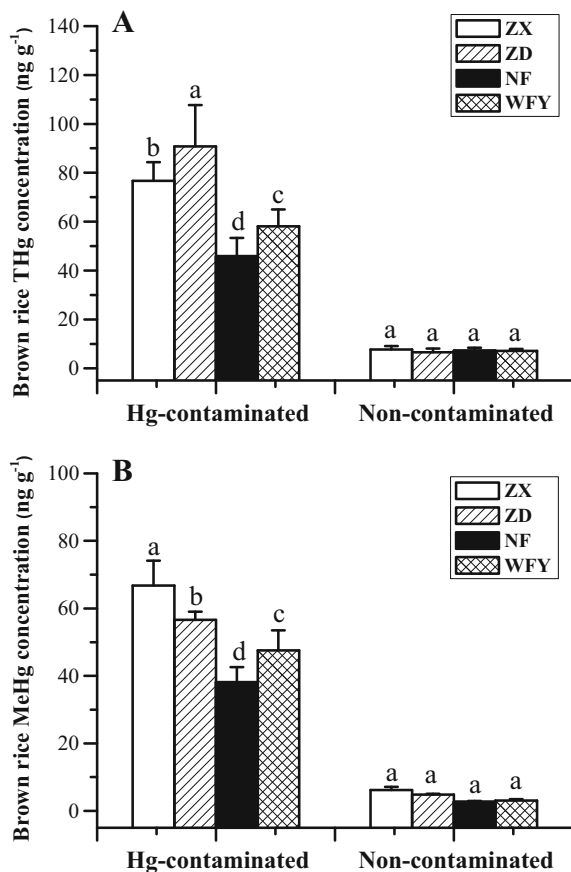 A
Brown rice THg concentration (ng g⁻¹)
140
120
100
80
60
40
20
0
ZX
ZD
NF
WFY
b
a
d
c
a a a a
Hg-contaminated Non-contaminated
B
Brown rice MeHg concentration (ng g⁻¹)
100
80
60
40
20
0
ZX
ZD
NF
WFY
a
b
d
c
a a a a
Hg-contaminated Non-contaminated